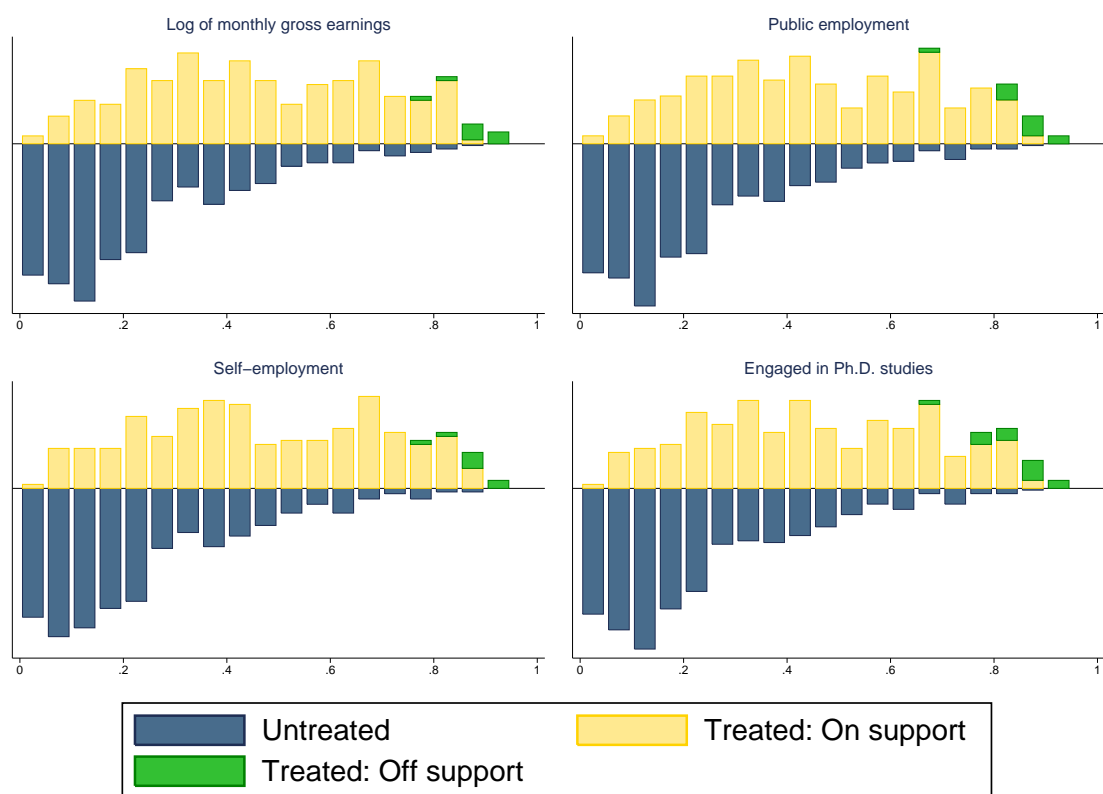 Log of monthly gross earnings
Public employment
0 .2 .4 .6 .8 1
0 .2 .4 .6 .8 1
Self−employment
Engaged in Ph.D. studies
0 .2 .4 .6 .8 1
0 .2 .4 .6 .8 1
Untreated
Treated: On support
Treated: Off support